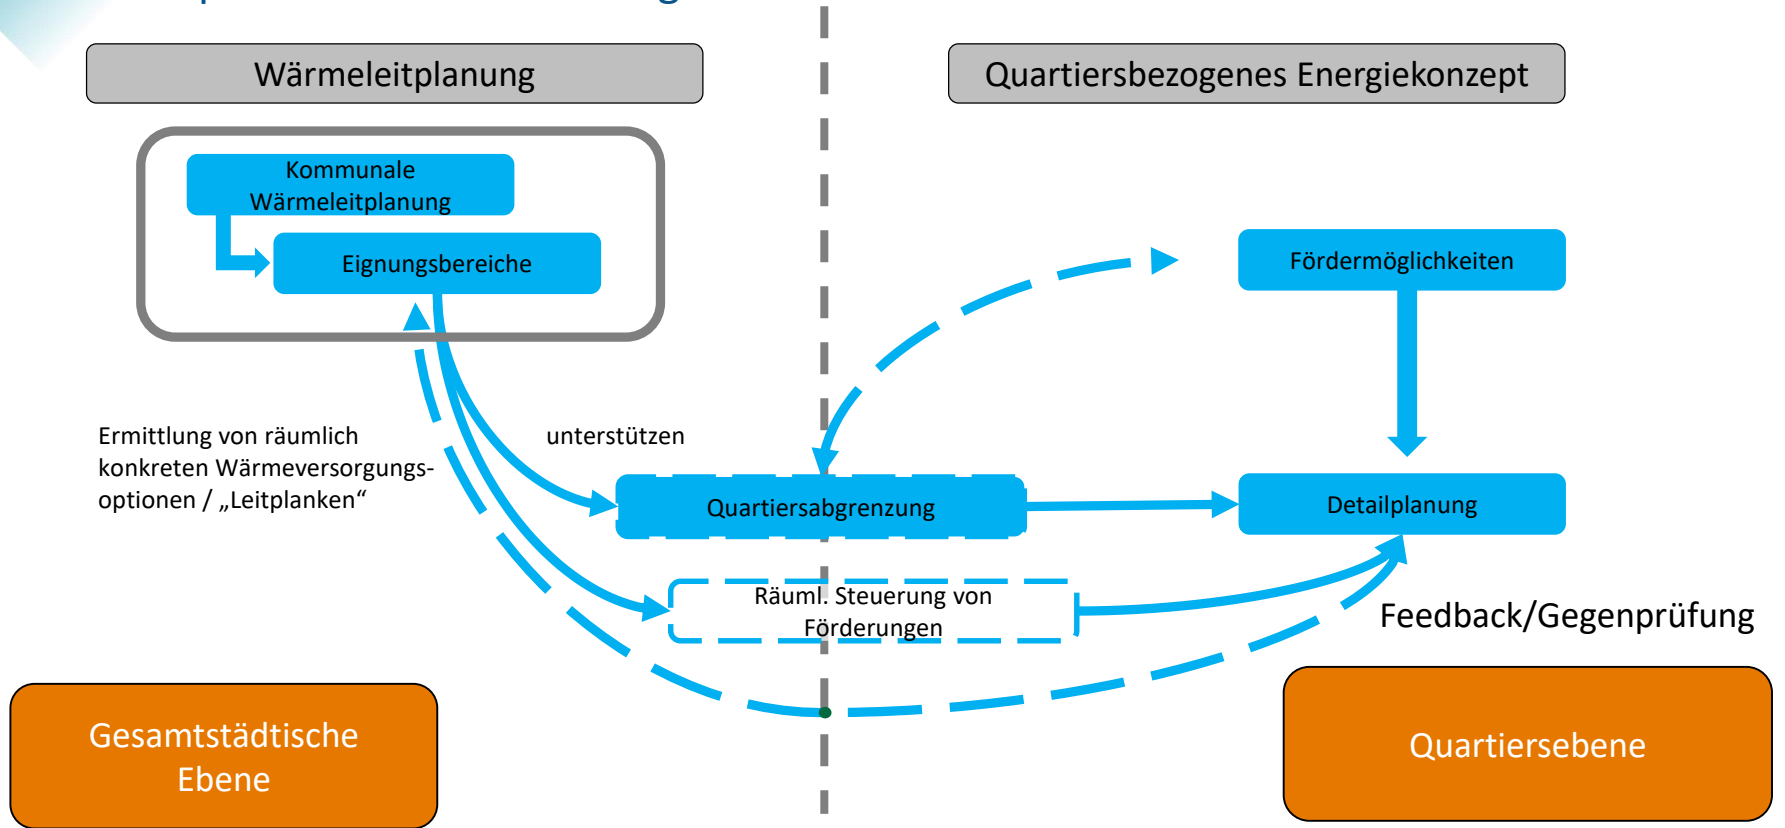 Wärmeleitplanung
Quartiersbezogenes Energiekonzept
Kommunale
Wärmeleitplanung
Eignungsbereiche
Fördermöglichkeiten
Ermittlung von räumlich
konkreten Wärmeversorgungs-
optionen / „Leitplanken“
unterstützen
Quartiersabgrenzung
Detailplanung
Räuml. Steuerung von
Förderungen
Feedback/Gegenprüfung
Gesamtstädtische
Ebene
Quartiersebene